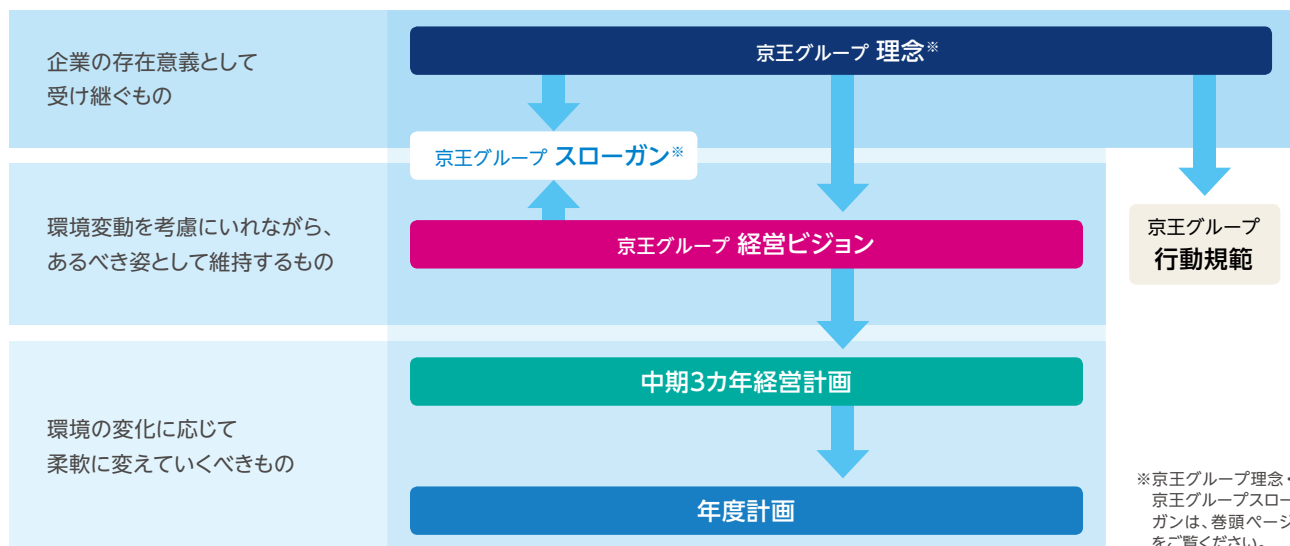 企業の存在意義として
受け継ぐもの
京王グループ 理念※
京王グループ スローガン※
環境変動を考慮にいれながら、
あるべき姿として維持するもの
京王グループ 経営ビジョン
京王グループ
行動規範
環境の変化に応じて
柔軟に変えていくべきもの
中期3カ年経営計画
年度計画
※京王グループ理念・
京王グループスロー
ガンは、巻頭ページ
をご覧ください。